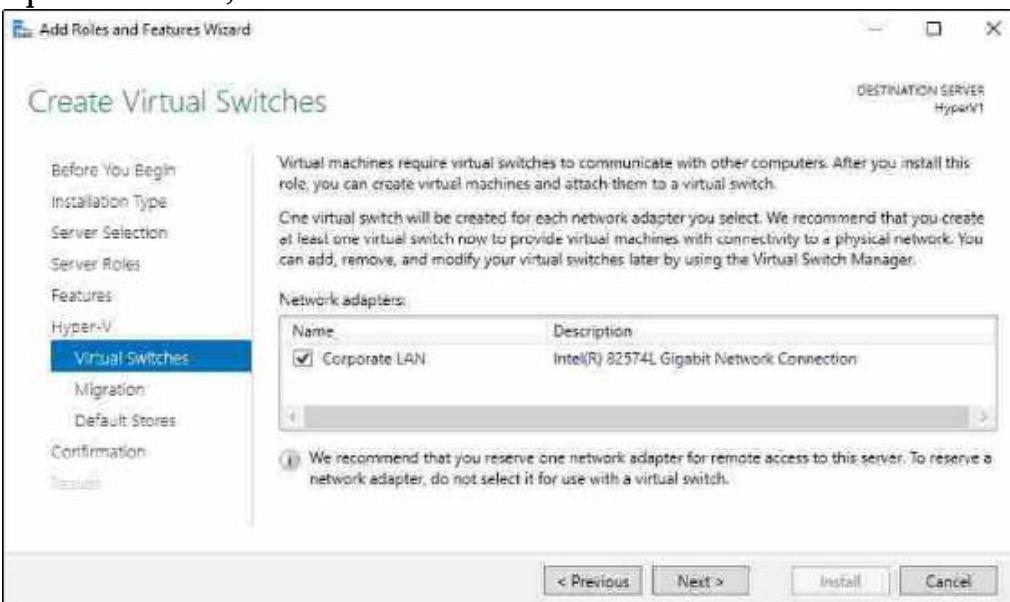 Add Roles and Features Wizard
Create Virtual Switches
DESTINATION SERVER
HyperV1
Before You Begin
Installation Type
Server Selection
Server Roles
Features
Hyper-V
Virtual Switches
Migration
Default Stores
Confirmation
Results
Virtual machines require virtual switches to communicate with other computers. After you install this
role, you can create virtual machines and attach them to a virtual switch.
One virtual switch will be created for each network adapter you select. We recommend that you create
at least one virtual switch now to provide virtual machines with connectivity to a physical network. You
can add, remove, and modify your virtual switches later by using the Virtual Switch Manager.
Network adapters:
Name Description
Corporate LAN Intel(R) 82574L Gigabit Network Connection
We recommend that you reserve one network adapter for remote access to this server. To reserve a
network adapter, do not select it for use with a virtual switch.
< Previous Next > Install Cancel